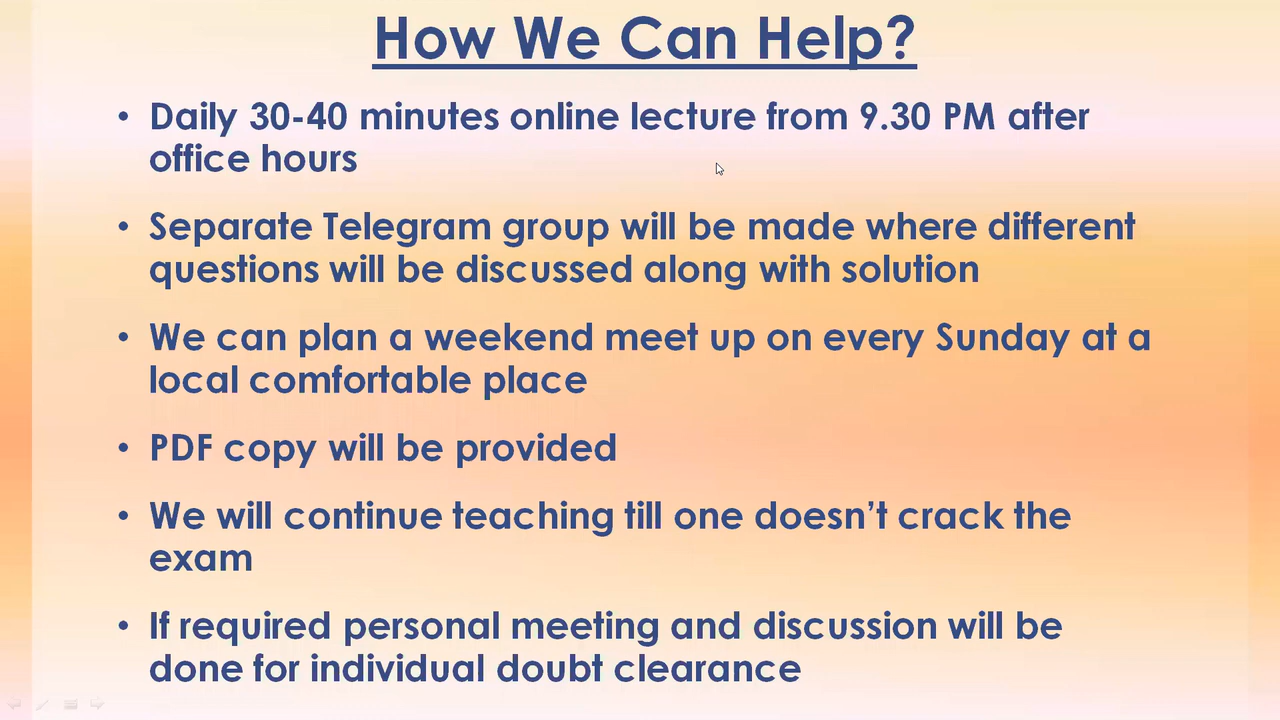 How We Can Help?
• Daily 30-40 minutes online lecture from 9.30 PM after
office hours
• Separate Telegram group will be made where different
questions will be discussed along with solution
• We can plan a weekend meet up on every Sunday at a
local comfortable place
• PDF copy will be provided
• We will continue teaching till one doesn’t crack the
exam
• If required personal meeting and discussion will be
done for individual doubt clearance